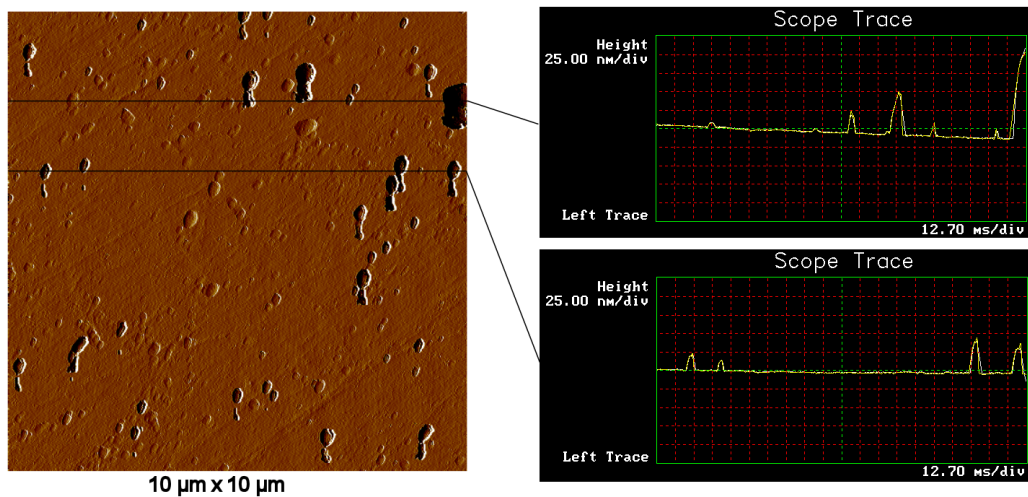 Scope Trace
Height
25.00 nm/div
Left Trace
12.70 ms/div
Scope Trace
Height
25.00 nm/div
Left Trace
12.70 ms/div
10 µm x 10 µm